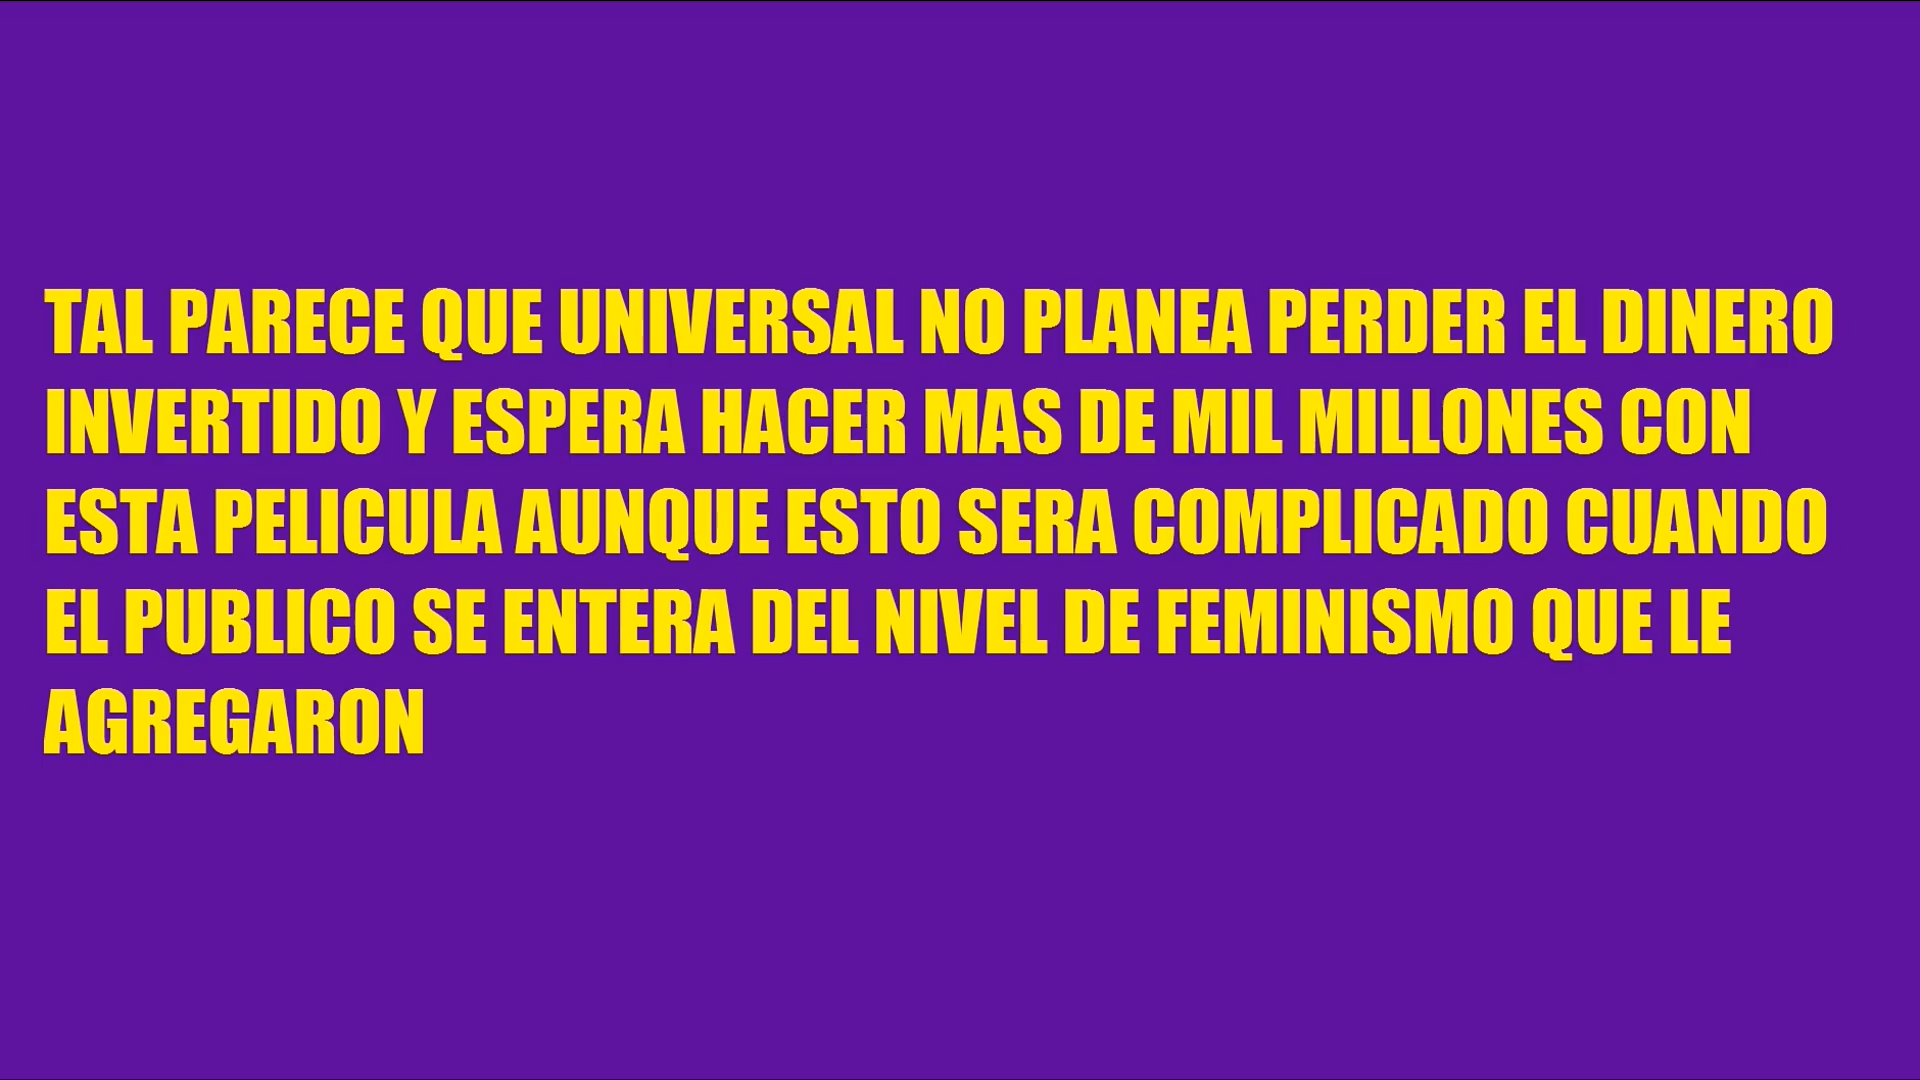 TAL PARECE QUE UNIVERSAL NO PLANEA PERDER EL DINERO
INVERTIDO Y ESPERA HACER MAS DE MIL MILLONES CON
ESTA PELICULA AUNQUE ESTO SERA COMPLICADO CUANDO
EL PUBLICO SE ENTERA DEL NIVEL DE FEMINISMO QUE LE
AGREGARON